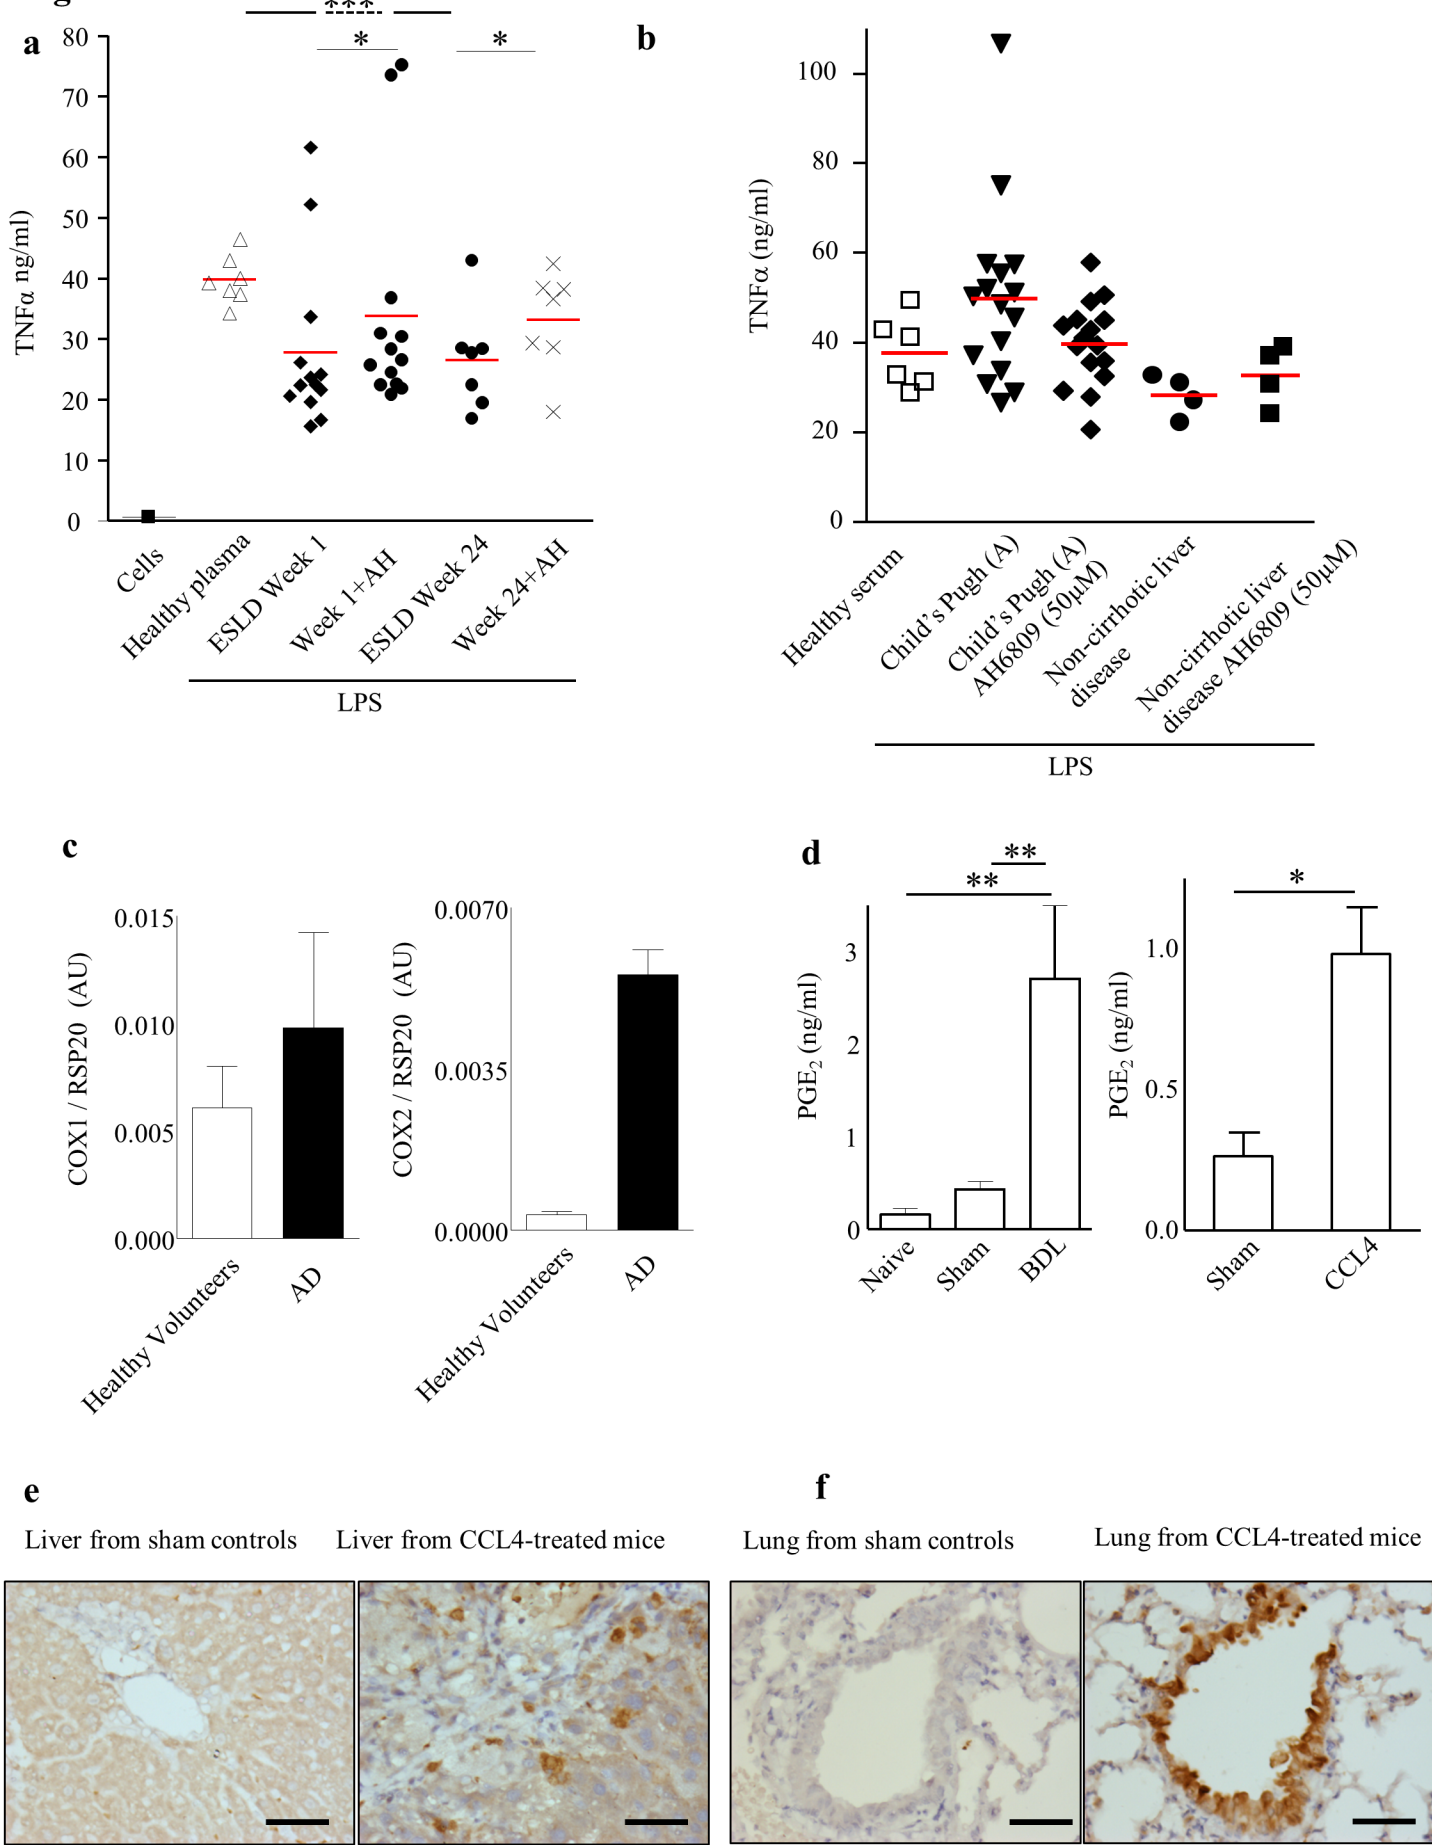 ***
a
*
*
80
70
60
50
40
30
20
10
0
TNFα ng/ml)
Cells
Healthy plasma
ESLD Week 1
Week 1+AH
ESLD Week 24
Week 24+AH
LPS
b
100
80
60
40
20
0
TNFα (ng/ml)
Healthy serum
Child’s Pugh (A)
Child’s Pugh (A)
AH6809 (50μM)
Non-cirrhotic liver
disease
Non-cirrhotic liver
disease AH6809 (50μM)
LPS
c
0.015
0.010
0.005
0.000
COX1 / RSP20 (AU)
Healthy Volunteers
AD
0.0070
0.0035
0.0000
COX2 / RSP20 (AU)
Healthy Volunteers
AD
d
**
**
3
2
1
0
PGE2 (ng/ml)
Naive
Sham
BDL
*
1.0
0.5
0.0
PGE2 (ng/ml)
Sham
CCL4
e
Liver from sham controls
Liver from CCL4-treated mice
f
Lung from sham controls
Lung from CCL4-treated mice